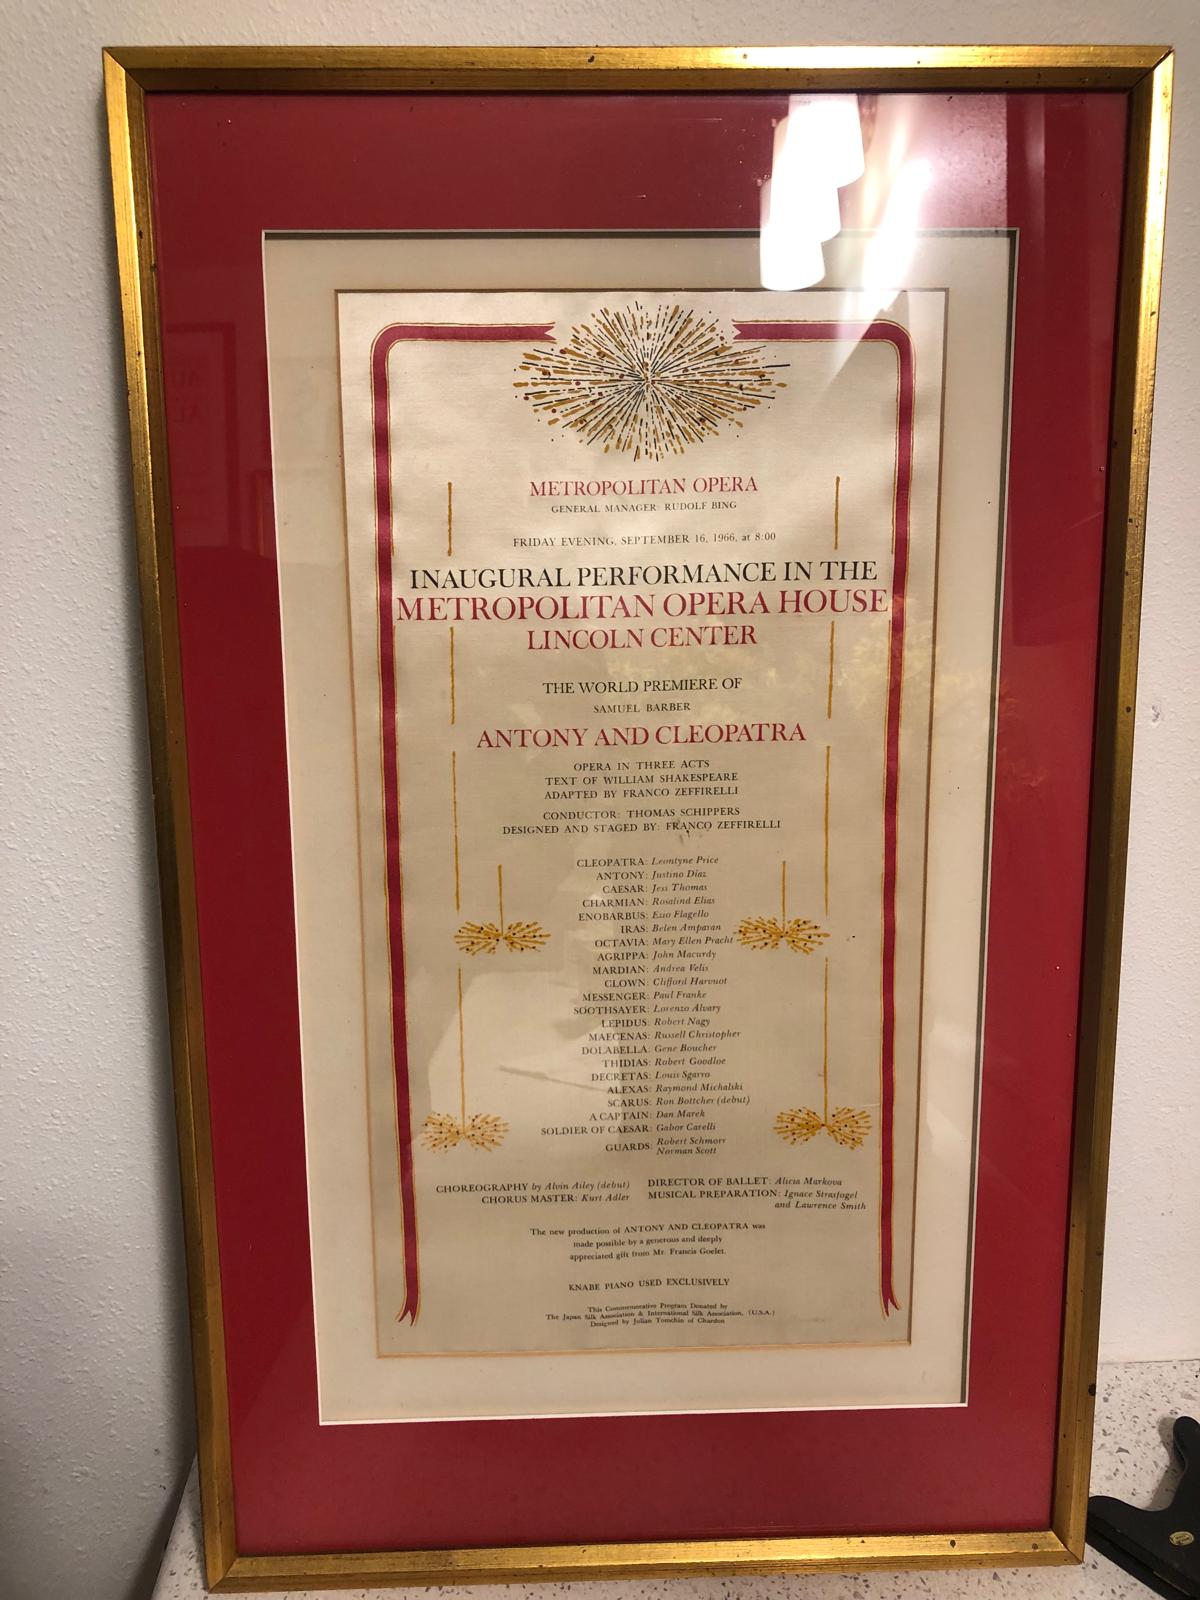 METROPOLITAN OPERA
GENERAL MANAGER: RUDOLF BING
FRIDAY EVENING, SEPTEMBER 16, 1966, at 8:00
INAUGURAL PERFORMANCE IN THE
METROPOLITAN OPERA HOUSE
LINCOLN CENTER
THE WORLD PREMIERE OF
SAMUEL BARBER
ANTONY AND CLEOPATRA
OPERA IN THREE ACTS
TEXT OF WILLIAM SHAKESPEARE
ADAPTED BY FRANCO ZEFFIRELLI
CONDUCTOR: THOMAS SCHIPPERS
DESIGNED AND STAGED BY: FRANCO ZEFFIRELLI
CLEOPATRA: Leontyne Price
ANTONY: Justino Díaz
CAESAR: Jess Thomas
CHARMIAN: Rosalind Elias
ENOBARBUS: Ezio Flagello
IRAS: Belen Amparan
OCTAVIA: Mary Ellen Pracht
AGRIPPA: John Macurdy
MARDIAN: Andrea Velis
CLOWN: Clifford Harvuot
MESSENGER: Paul Franke
SOOTHSAYER: Lorenzo Alvary
LEPIDUS: Robert Nagy
MAECENAS: Russell Christopher
DOLABELLA: Gene Boucher
THIDIAS: Robert Goodloe
DECRETAS: Louis Sgarro
ALEXAS: Raymond Michalski
SCARUS: Ron Bottcher (debut)
A CAPTAIN: Dan Marek
SOLDIER OF CAESAR: Gabor Carelli
GUARDS: Robert Schmorr
Norman Scott
CHOREOGRAPHY by Alvin Ailey (debut)
CHORUS MASTER: Kurt Adler
DIRECTOR OF BALLET: Alicia Markova
MUSICAL PREPARATION: Ignace Strasfogel
and Lawrence Smith
The new production of ANTONY AND CLEOPATRA was
made possible by a generous and deeply
appreciated gift from Mr. Francis Goelet.
KNABE PIANO USED EXCLUSIVELY
This Commemorative Program Donated by
The Japan Silk Association & International Silk Association, (U.S.A.)
Designed by Julian Tomchin of Chardon